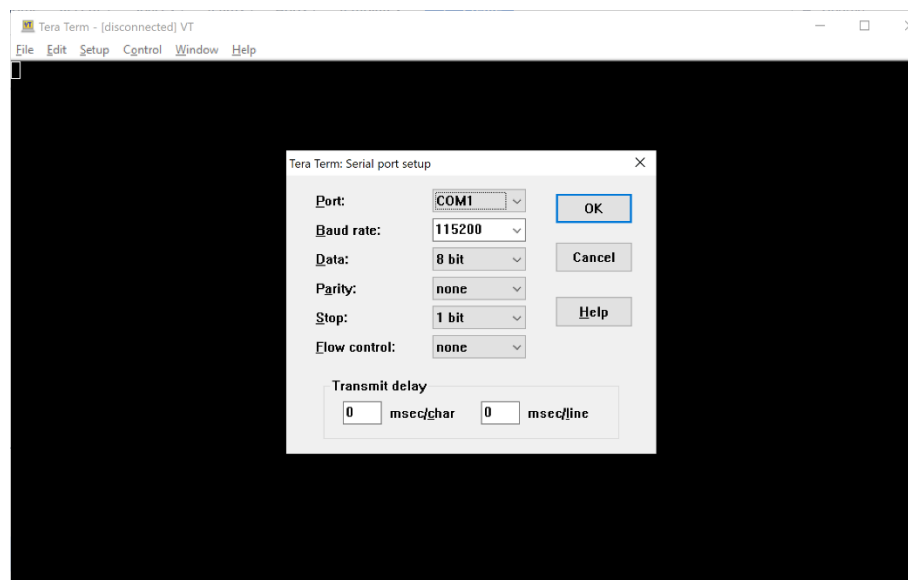 Tera Term - [disconnected] VT
File Edit Setup Control Window Help
Tera Term: Serial port setup
Port: COM1 OK
Baud rate: 115200
Data: 8 bit Cancel
Parity: none
Stop: 1 bit Help
Flow control: none
Transmit delay
0 msec/char 0 msec/line